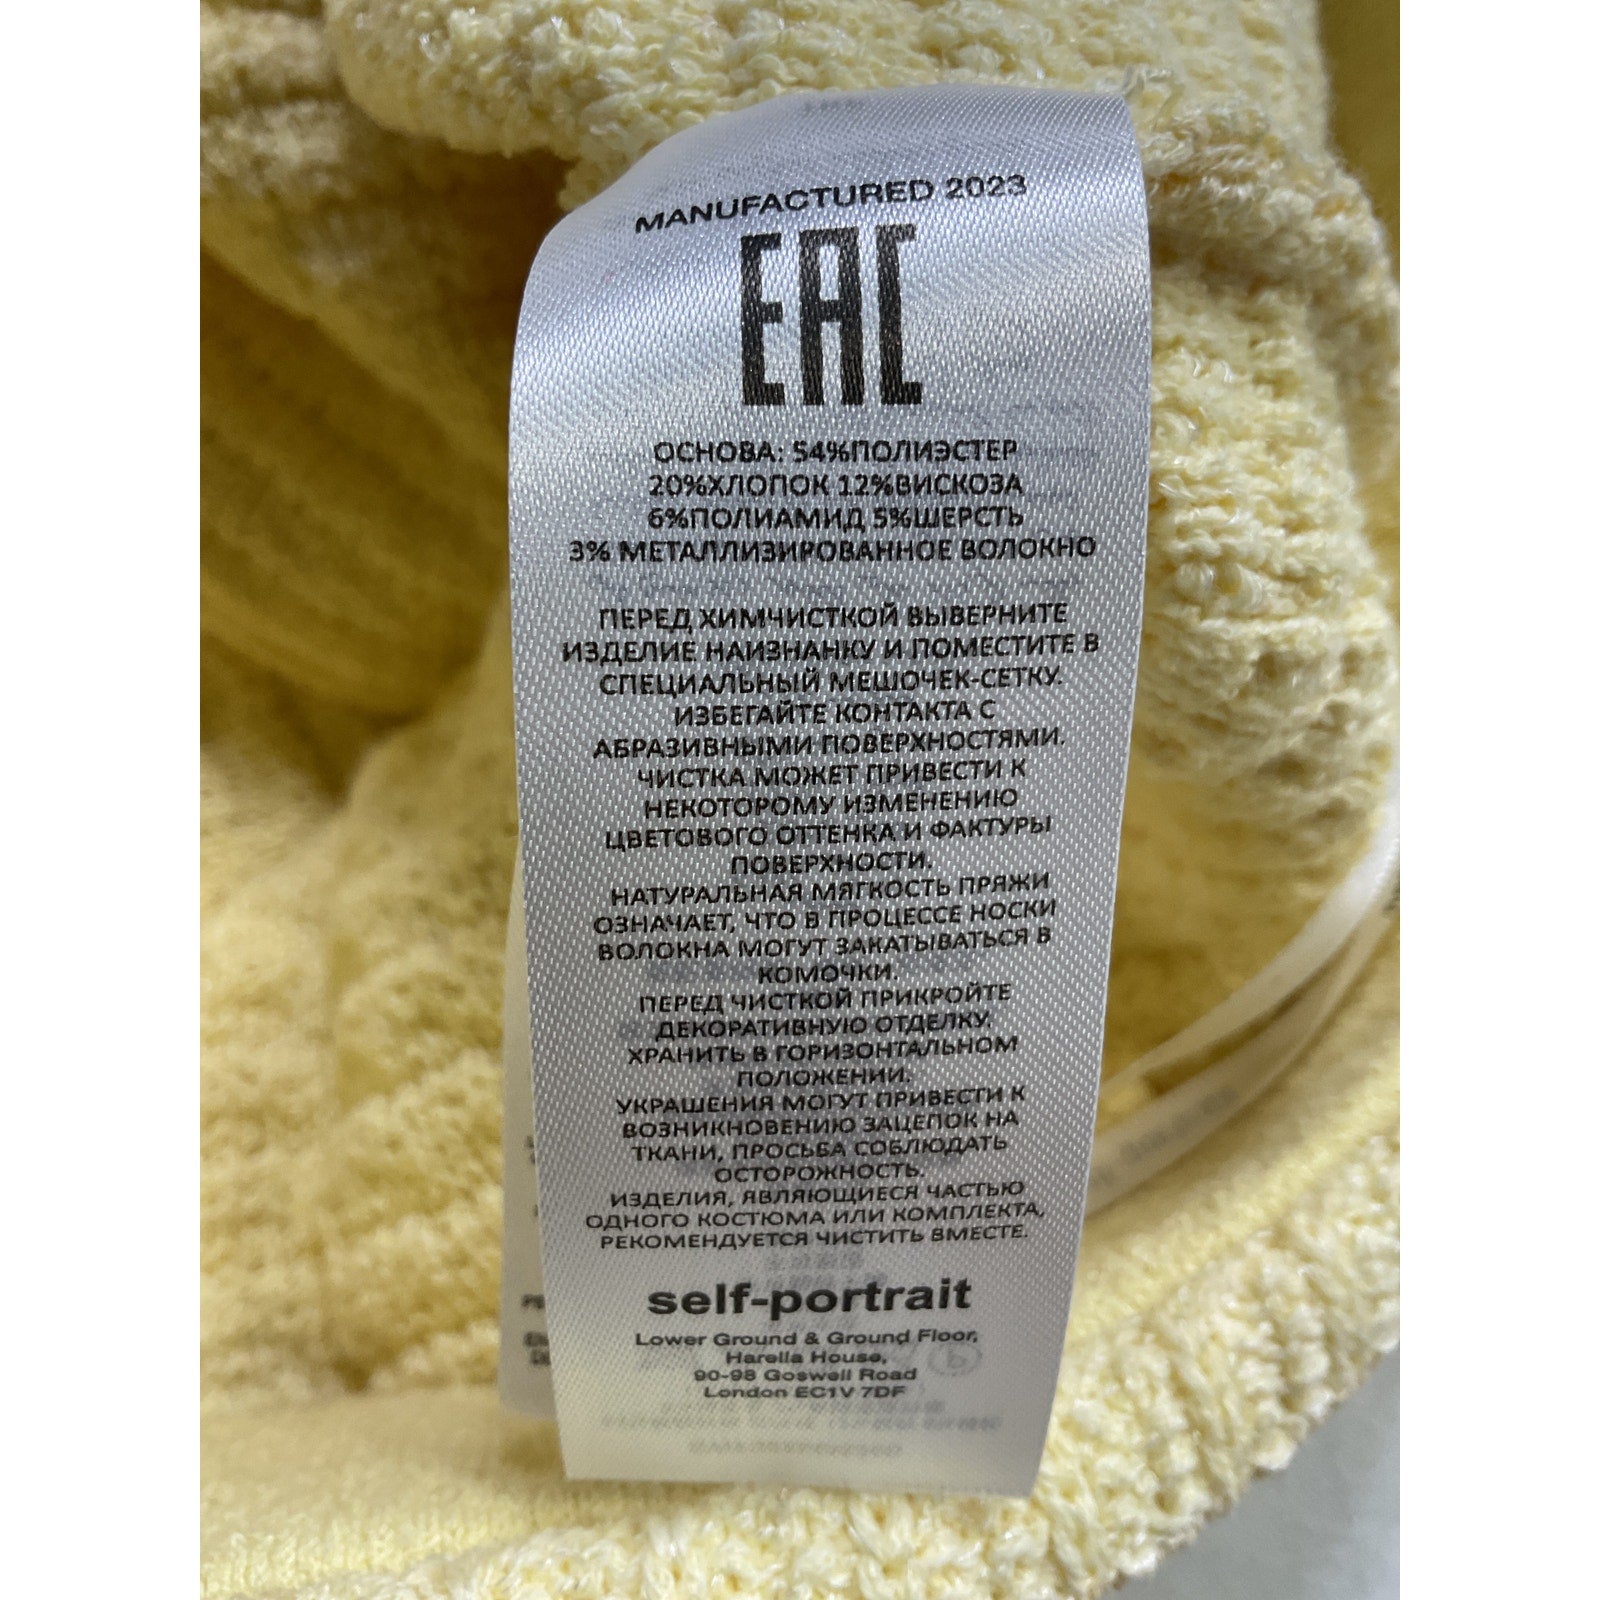 MANUFACTURED 2023
EAC
ОСНОВА: 54%ПОЛИЭСТЕР
20%ХЛОПОК 12%ВИСКОЗА
6%ПОЛИАМИД 5%ШЕРСТЬ
3% МЕТАЛЛИЗИРОВАННОЕ ВОЛОКНО
ПЕРЕД ХИМЧИСТКОЙ ВЫВЕРНИТЕ
ИЗДЕЛИЕ НАИЗНАНКУ И ПОМЕСТИТЕ В
СПЕЦИАЛЬНЫЙ МЕШОЧЕК-СЕТКУ.
ИЗБЕГАЙТЕ КОНТАКТА С
АБРАЗИВНЫМИ ПОВЕРХНОСТЯМИ.
ЧИСТКА МОЖЕТ ПРИВЕСТИ К
НЕКОТОРОМУ ИЗМЕНЕНИЮ
ЦВЕТОВОГО ОТТЕНКА И ФАКТУРЫ
ПОВЕРХНОСТИ.
НАТУРАЛЬНАЯ МЯГКОСТЬ ПРЯЖИ
ОЗНАЧАЕТ, ЧТО В ПРОЦЕССЕ НОСКИ
ВОЛОКНА МОГУТ ЗАКАТЫВАТЬСЯ В
КОМОЧКИ.
ПЕРЕД ЧИСТКОЙ ПРИКРОЙТЕ
ДЕКОРАТИВНУЮ ОТДЕЛКУ.
ХРАНИТЬ В ГОРИЗОНТАЛЬНОМ
ПОЛОЖЕНИИ.
УКРАШЕНИЯ МОГУТ ПРИВЕСТИ К
ВОЗНИКНОВЕНИЮ ЗАЦЕПОК НА
ТКАНИ, ПРОСЬБА СОБЛЮДАТЬ
ОСТОРОЖНОСТЬ.
ИЗДЕЛИЯ, ЯВЛЯЮЩИЕСЯ ЧАСТЬЮ
ОДНОГО КОСТЮМА ИЛИ КОМПЛЕКТА,
РЕКОМЕНДУЕТСЯ ЧИСТИТЬ ВМЕСТЕ.
self-portrait
Lower Ground & Ground Floor,
Harella House,
90-98 Goswell Road
London EC1V 7DF